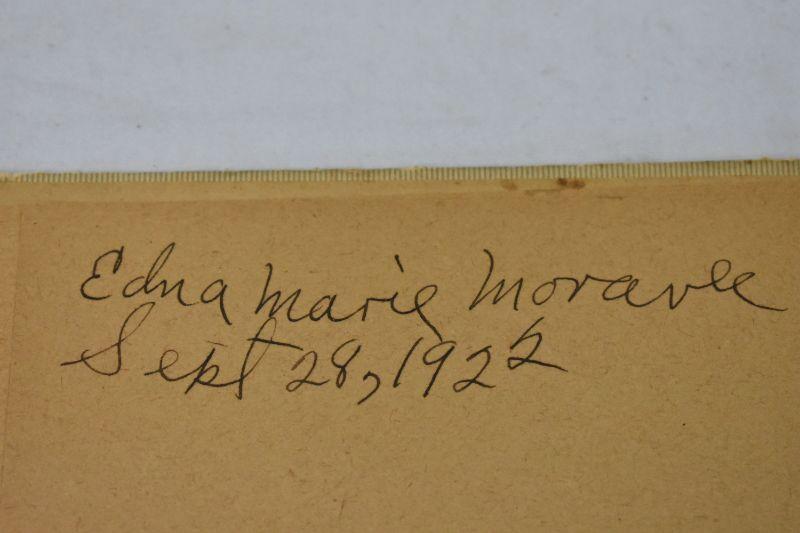 Edna Marie Moravec
Sept 28, 1922